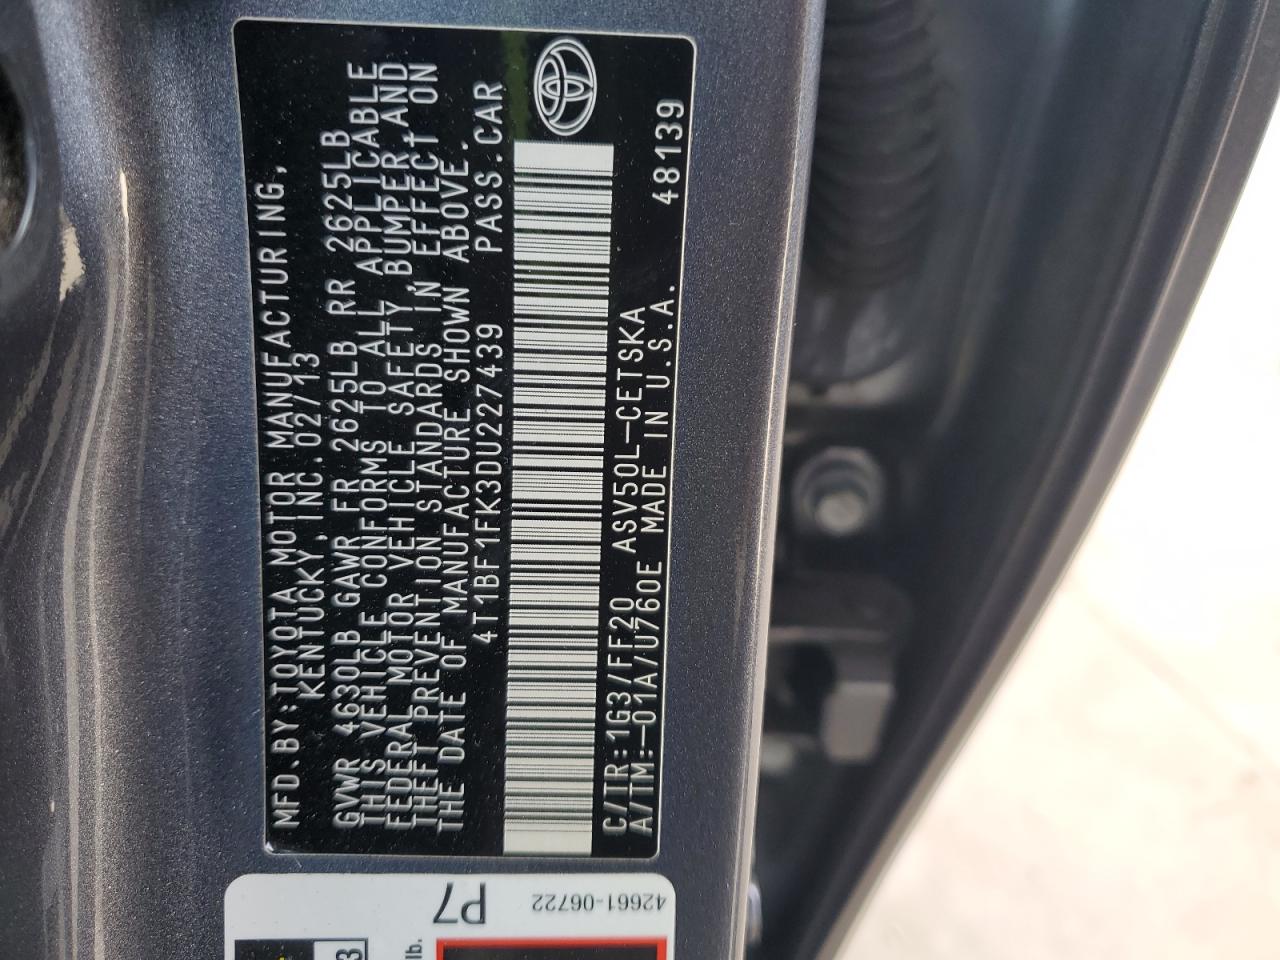 MFD.BY:TOYOTA MOTOR MANUFACTURING,
KENTUCKY, INC. 02/13
GVWR 4630LB GAWR FR 2625LB RR 2625LB
THIS VEHICLE CONFORMS TO ALL APPLICABLE
FEDERAL MOTOR VEHICLE SAFETY, BUMPER, AND
THEFT PREVENTION STANDARDS IN EFFECT ON
THE DATE OF MANUFACTURE SHOWN ABOVE.
4T1BF1FK3DU227439 PASS.CAR
C/TR:1G3/FF20 ASV50L-CETSKA
A/TM:-01A/U760E MADE IN U.S.A. 48139
42661-06722
P7
lb.
3